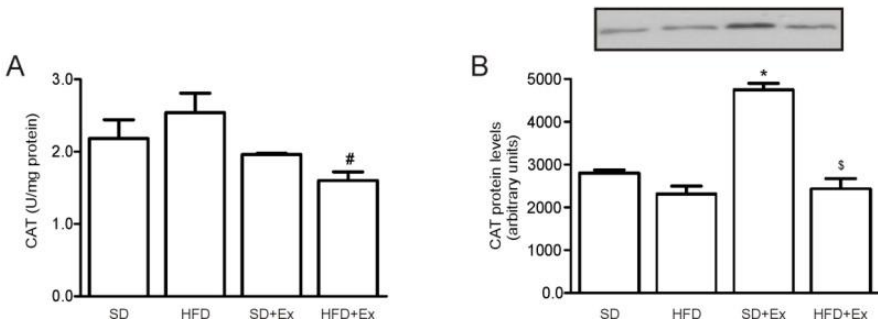 A
CAT (U/mg protein)
3.0
2.0
1.0
0.0
#
SD
HFD
SD+Ex
HFD+Ex
B
CAT protein levels
(arbitrary units)
5000
4000
3000
2000
1000
0.0
*
$
SD
HFD
SD+Ex
HFD+Ex